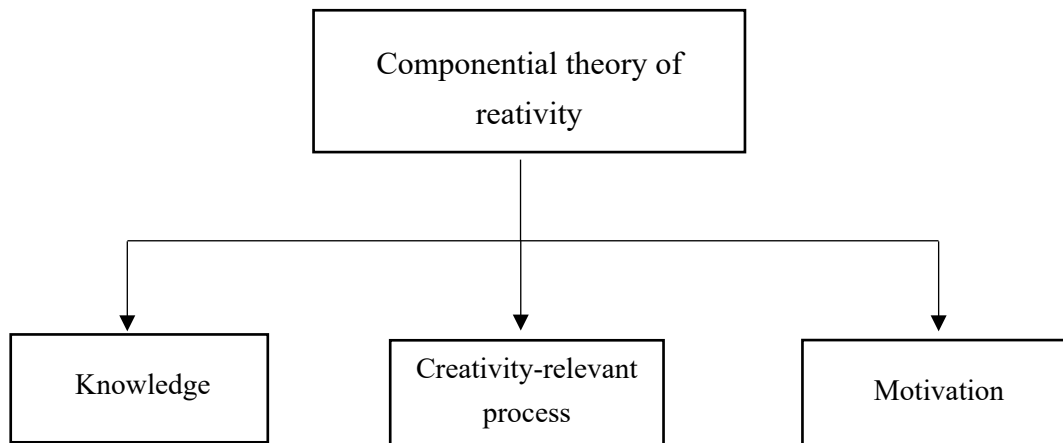 Componential theory of
reativity
Knowledge
Creativity-relevant
process
Motivation